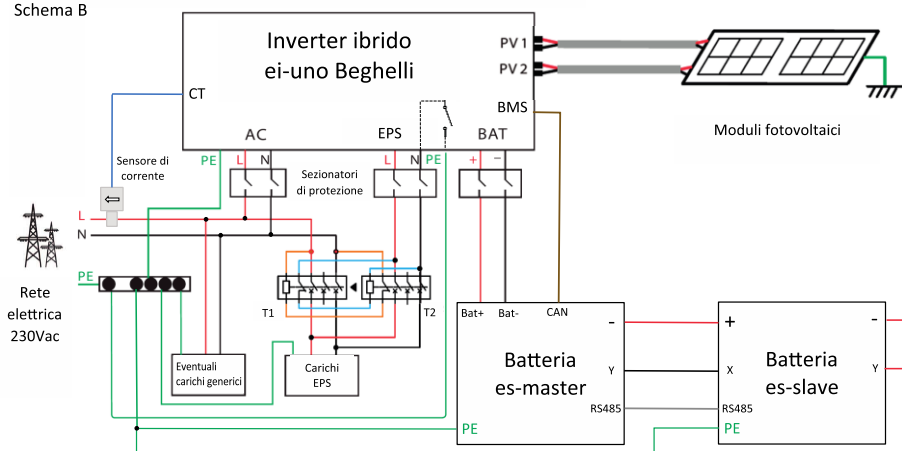 Schema B
Inverter ibrido
ei-uno Beghelli
PV 1
PV 2
CT
BMS
AC
EPS
BAT
Moduli fotovoltaici
PE
L
N
L
N
PE
+
−
Sensore di
corrente
Sezionatori
di protezione
L
N
PE
Rete
elettrica
230Vac
T1
T2
Eventuali
carichi generici
Carichi
EPS
Bat+
Bat-
CAN
-
Batteria
es-master
Y
RS485
PE
+
-
Batteria
es-slave
X
Y
RS485
PE